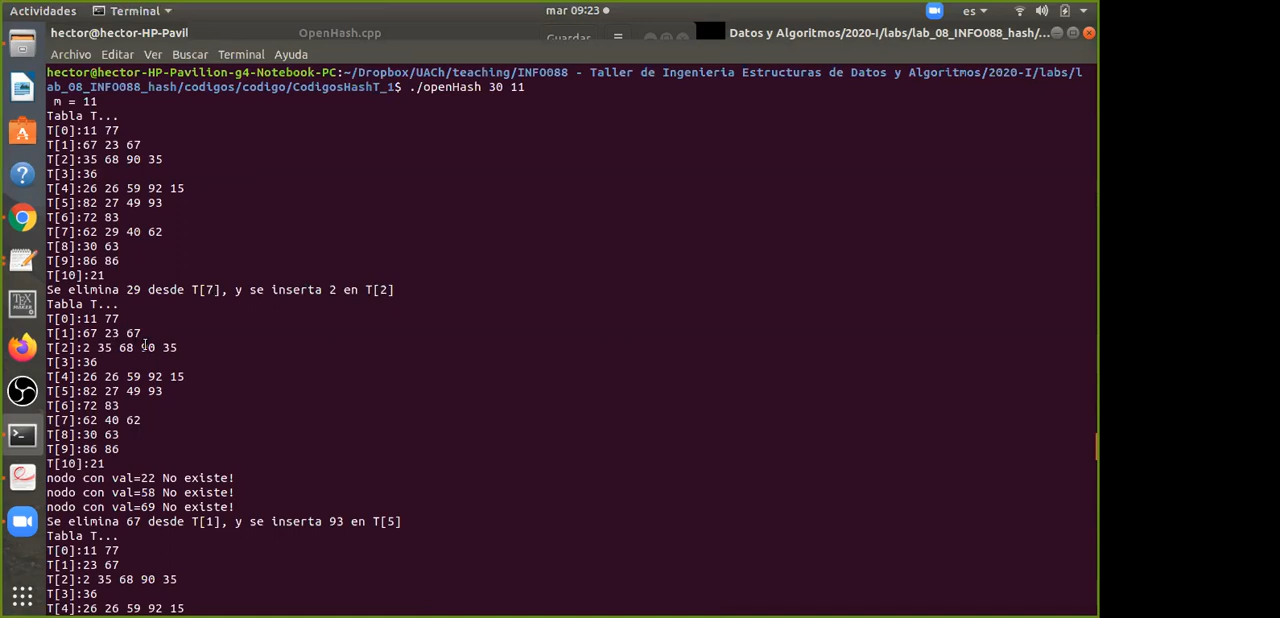 Actividades
Terminal
mar 09:23
es
hector@hector-HP-Pavil
OpenHash.cpp
Guardar
Datos y Algoritmos/2020-I/labs/lab_08_INFO088_hash/...
Archivo Editar Ver Buscar Terminal Ayuda
hector@hector-HP-Pavilion-g4-Notebook-PC:~/Dropbox/UACh/teaching/INFO088 - Taller de Ingenieria Estructuras de Datos y Algoritmos/2020-I/labs/l
ab_08_INFO088_hash/codigos/codigo/CodigosHashT_1$ ./openHash 30 11
m = 11
Tabla T...
T[0]:11 77
T[1]:67 23 67
T[2]:35 68 90 35
T[3]:36
T[4]:26 26 59 92 15
T[5]:82 27 49 93
T[6]:72 83
T[7]:62 29 40 62
T[8]:30 63
T[9]:86 86
T[10]:21
Se elimina 29 desde T[7], y se inserta 2 en T[2]
Tabla T...
T[0]:11 77
T[1]:67 23 67
T[2]:2 35 68 90 35
T[3]:36
T[4]:26 26 59 92 15
T[5]:82 27 49 93
T[6]:72 83
T[7]:62 40 62
T[8]:30 63
T[9]:86 86
T[10]:21
nodo con val=22 No existe!
nodo con val=58 No existe!
nodo con val=69 No existe!
Se elimina 67 desde T[1], y se inserta 93 en T[5]
Tabla T...
T[0]:11 77
T[1]:23 67
T[2]:2 35 68 90 35
T[3]:36
T[4]:26 26 59 92 15